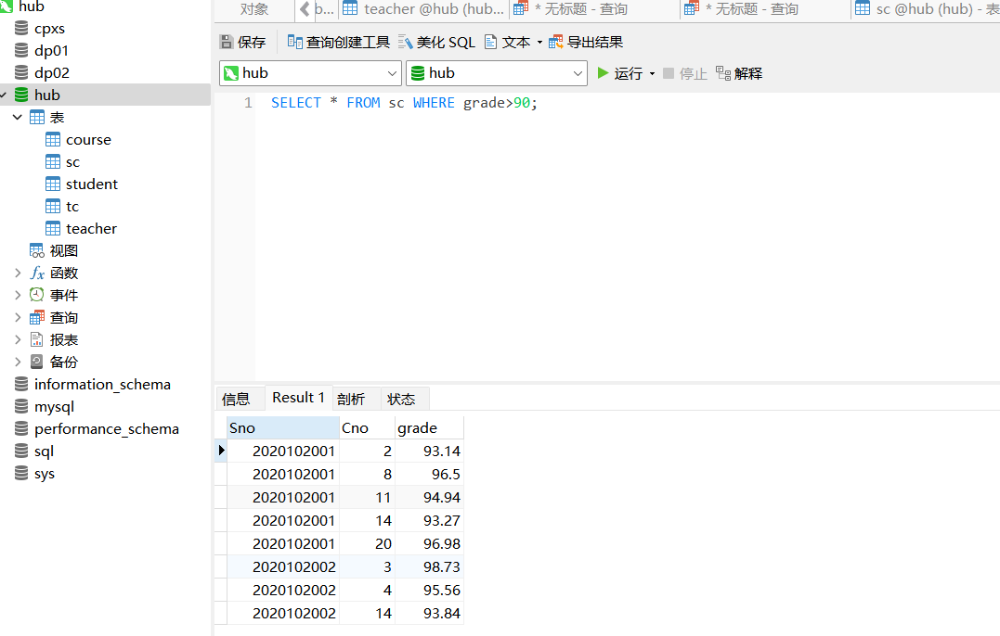 hub
cpxs
dp01
dp02
hub
表
course
sc
student
tc
teacher
视图
函数
事件
查询
报表
备份
information_schema
mysql
performance_schema
sql
sys
对象 b... teacher @hub (hub... * 无标题 - 查询 * 无标题 - 查询 sc @hub (hub) - 表
保存 查询创建工具 美化 SQL 文本 导出结果
hub hub 运行 停止 解释
1 SELECT * FROM sc WHERE grade>90;
信息 Result 1 剖析 状态
Sno Cno grade
2020102001 2 93.14
2020102001 8 96.5
2020102001 11 94.94
2020102001 14 93.27
2020102001 20 96.98
2020102002 3 98.73
2020102002 4 95.56
2020102002 14 93.84